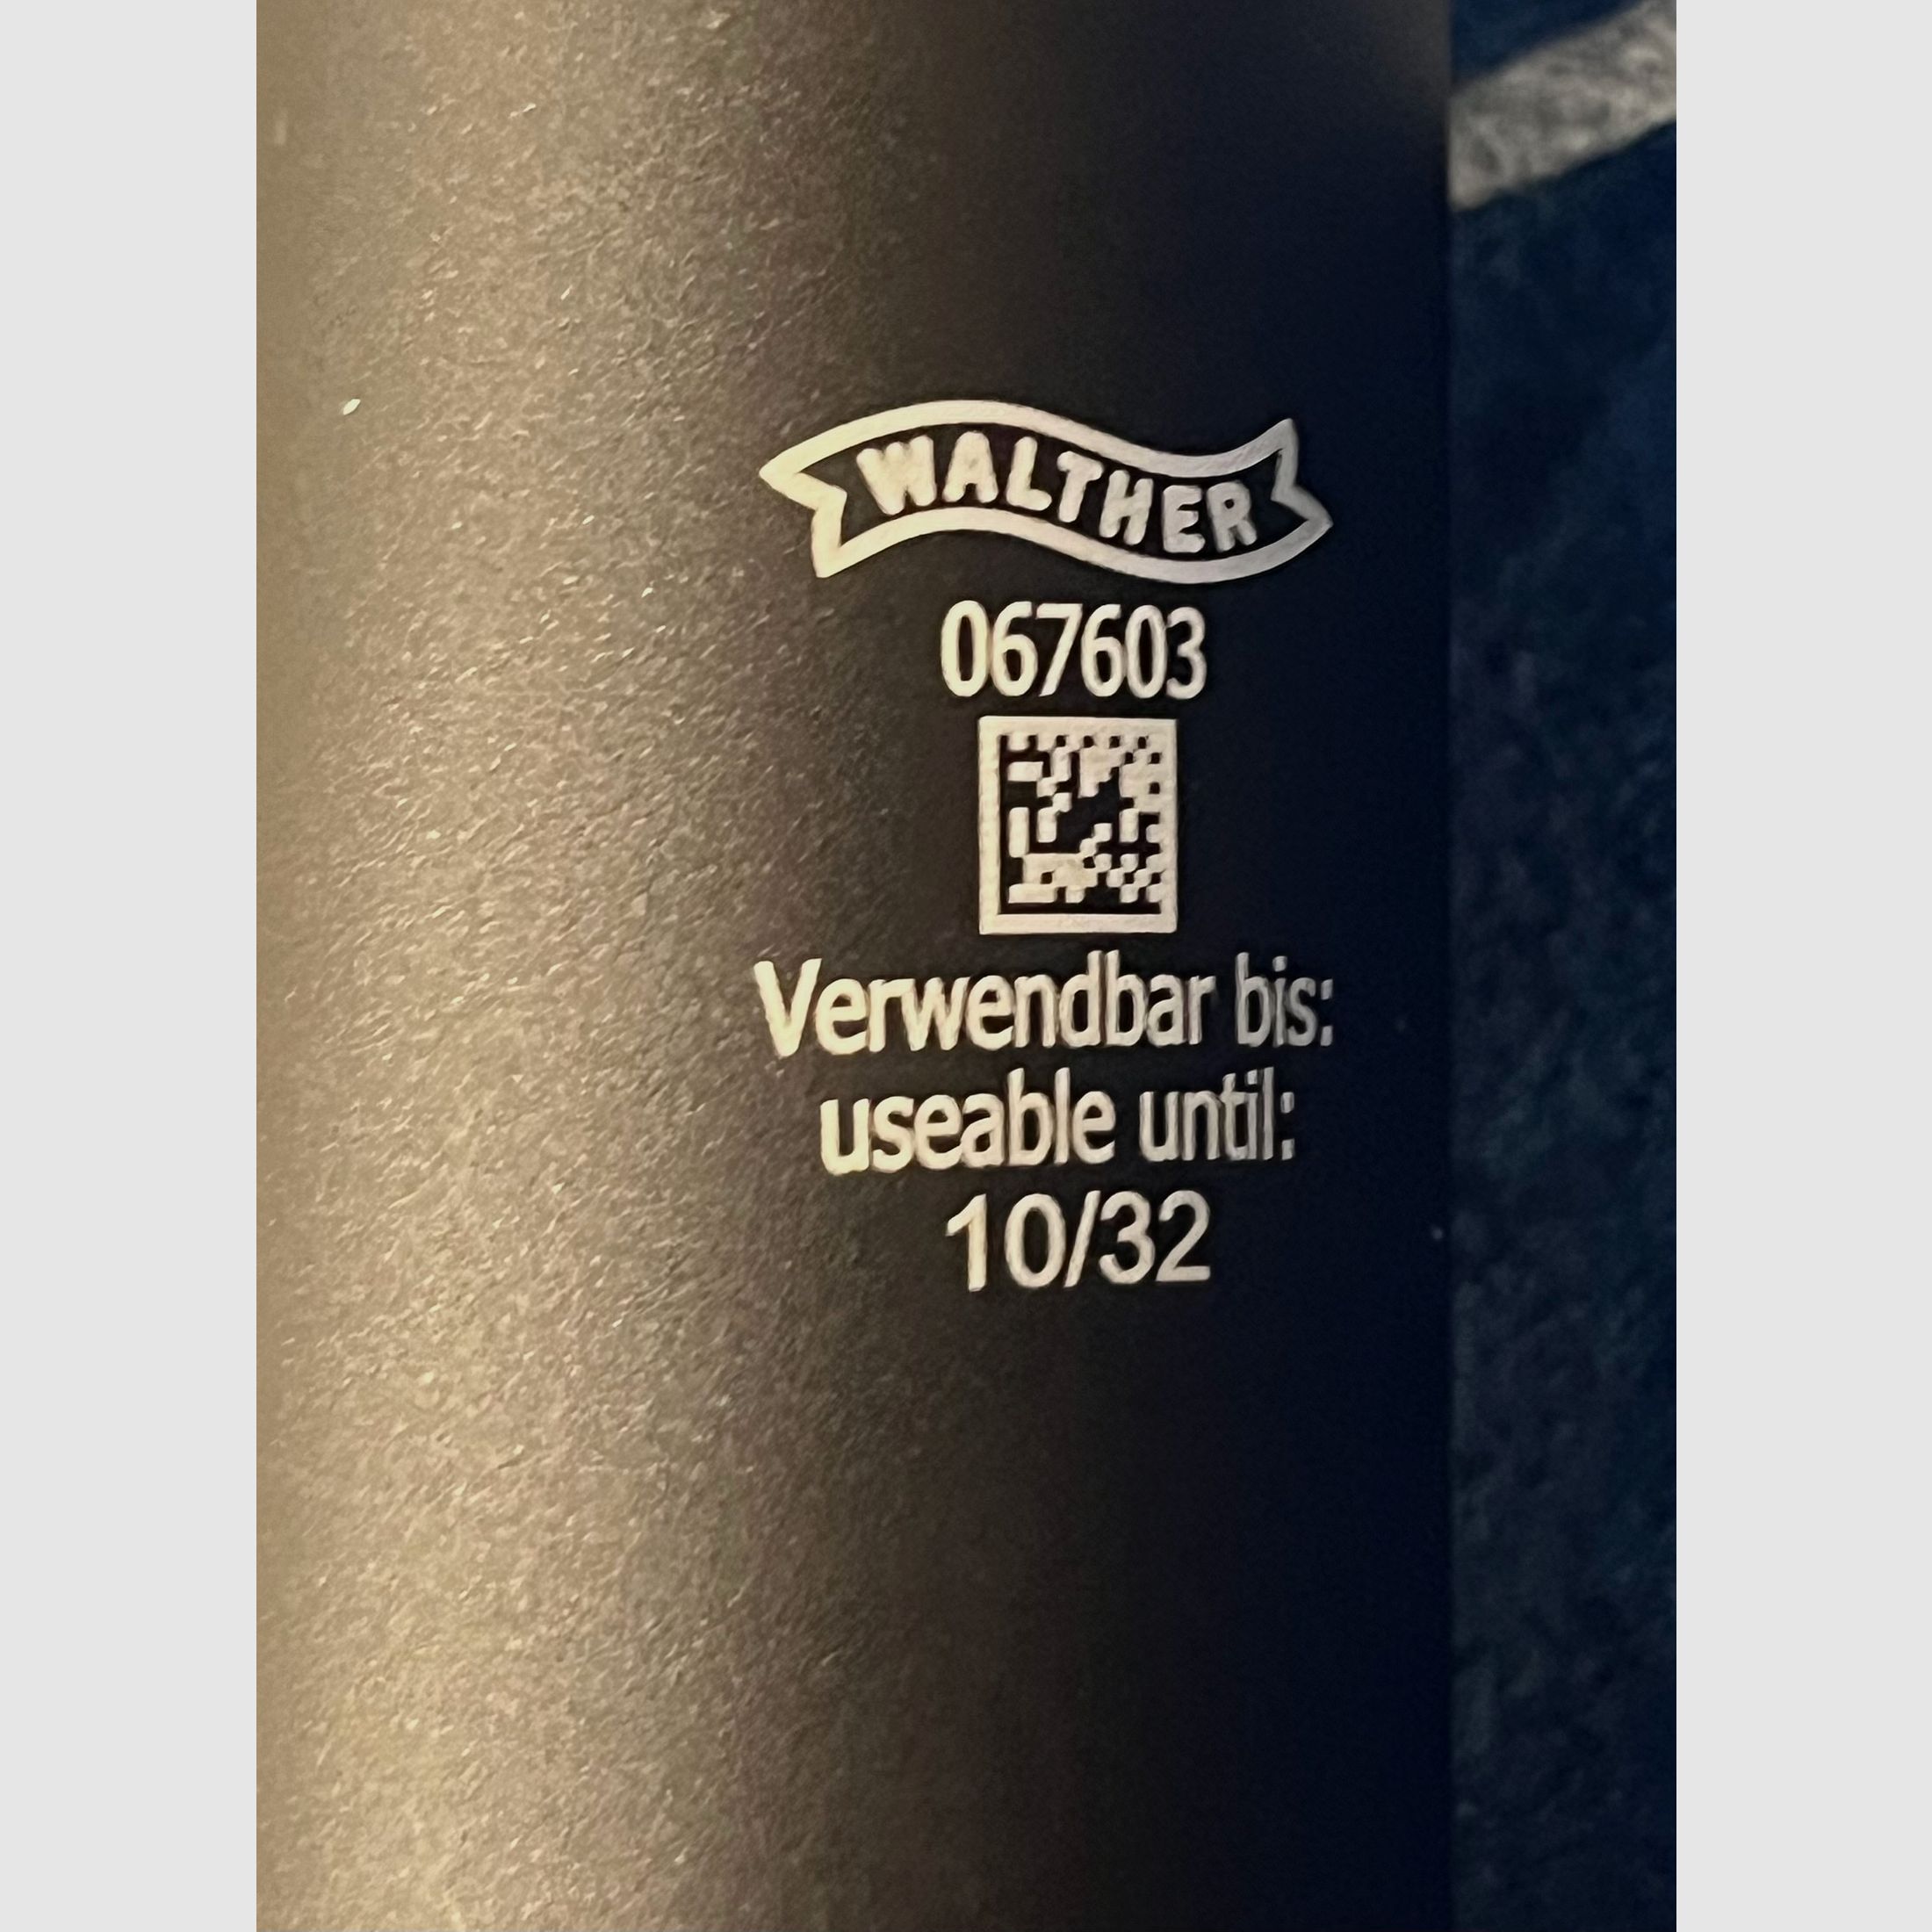 WALTHER
067603
Verwendbar bis:
useable until:
10/32